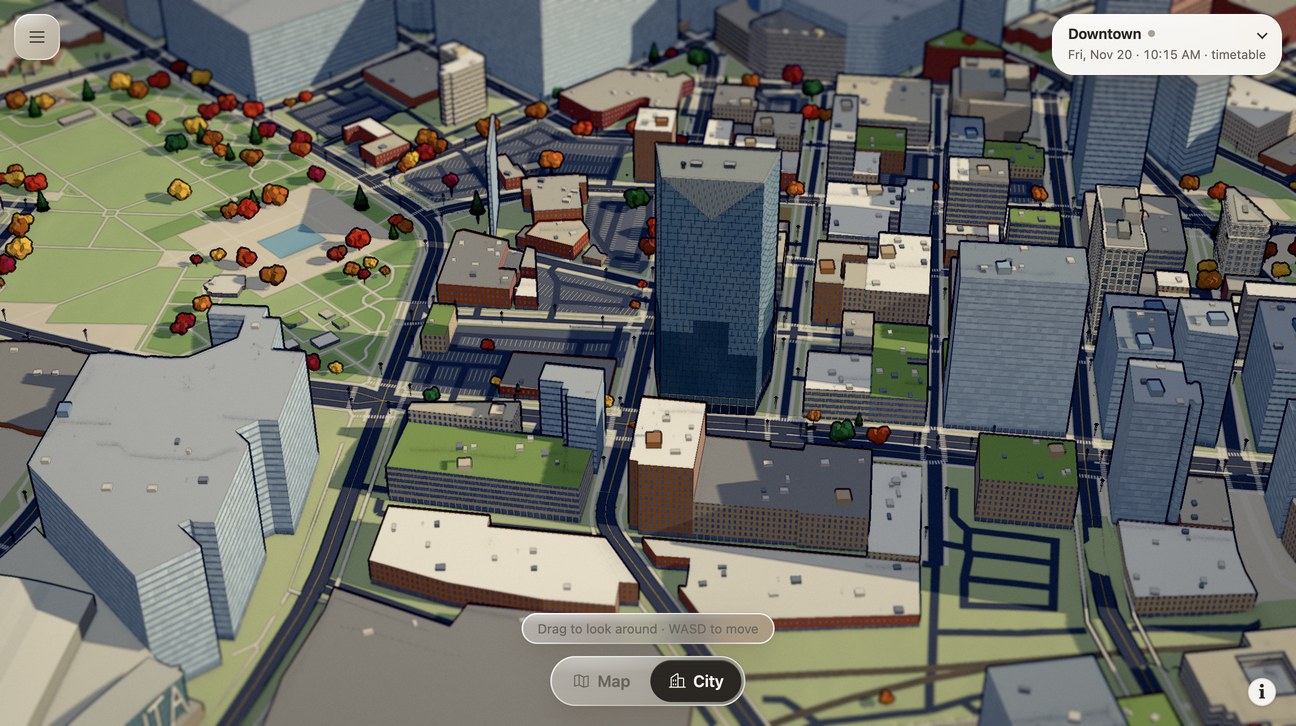 Downtown
Fri, Nov 20 · 10:15 AM · timetable
Drag to look around · WASD to move
Map
City